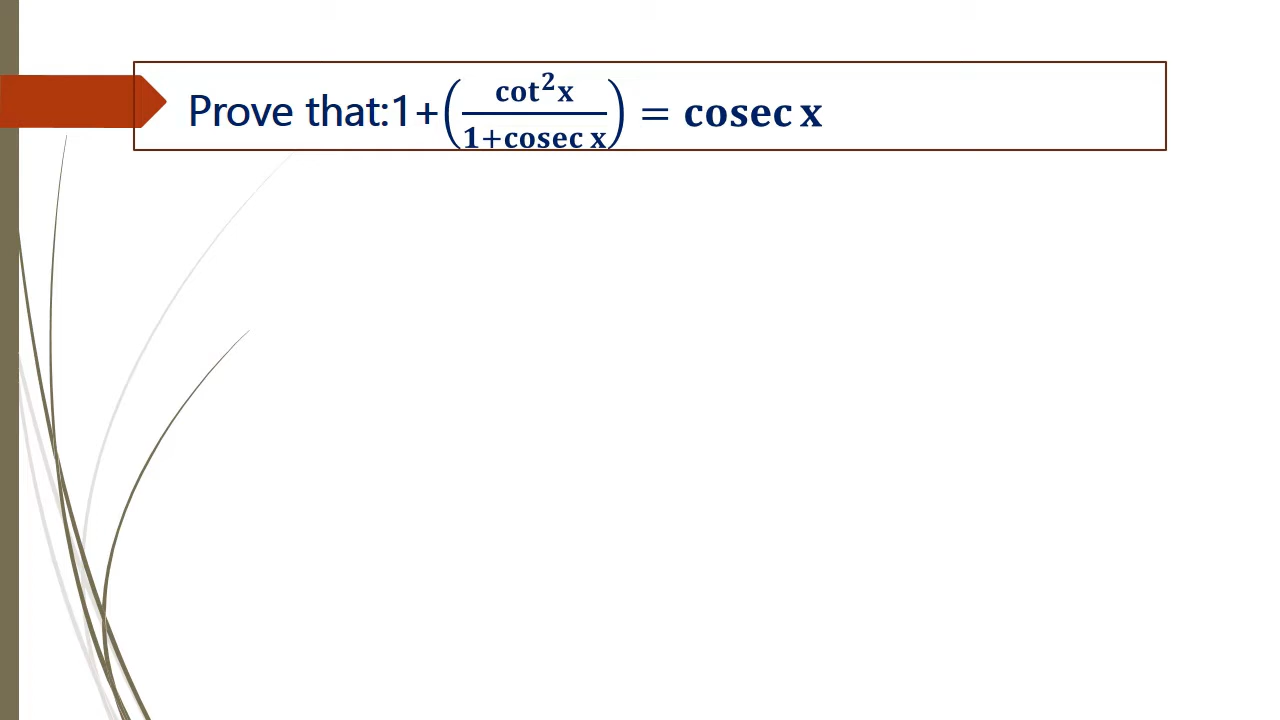 Prove that:1+(cot²x/1+cosec x) = cosec x